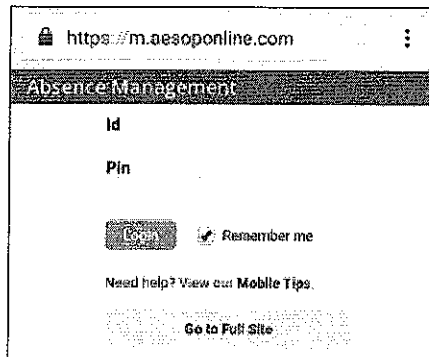 https://m.aesoponline.com
Absence Management
Id
Pin
Login Remember me
Need help? View our Mobile Tips.
Go to Full Site